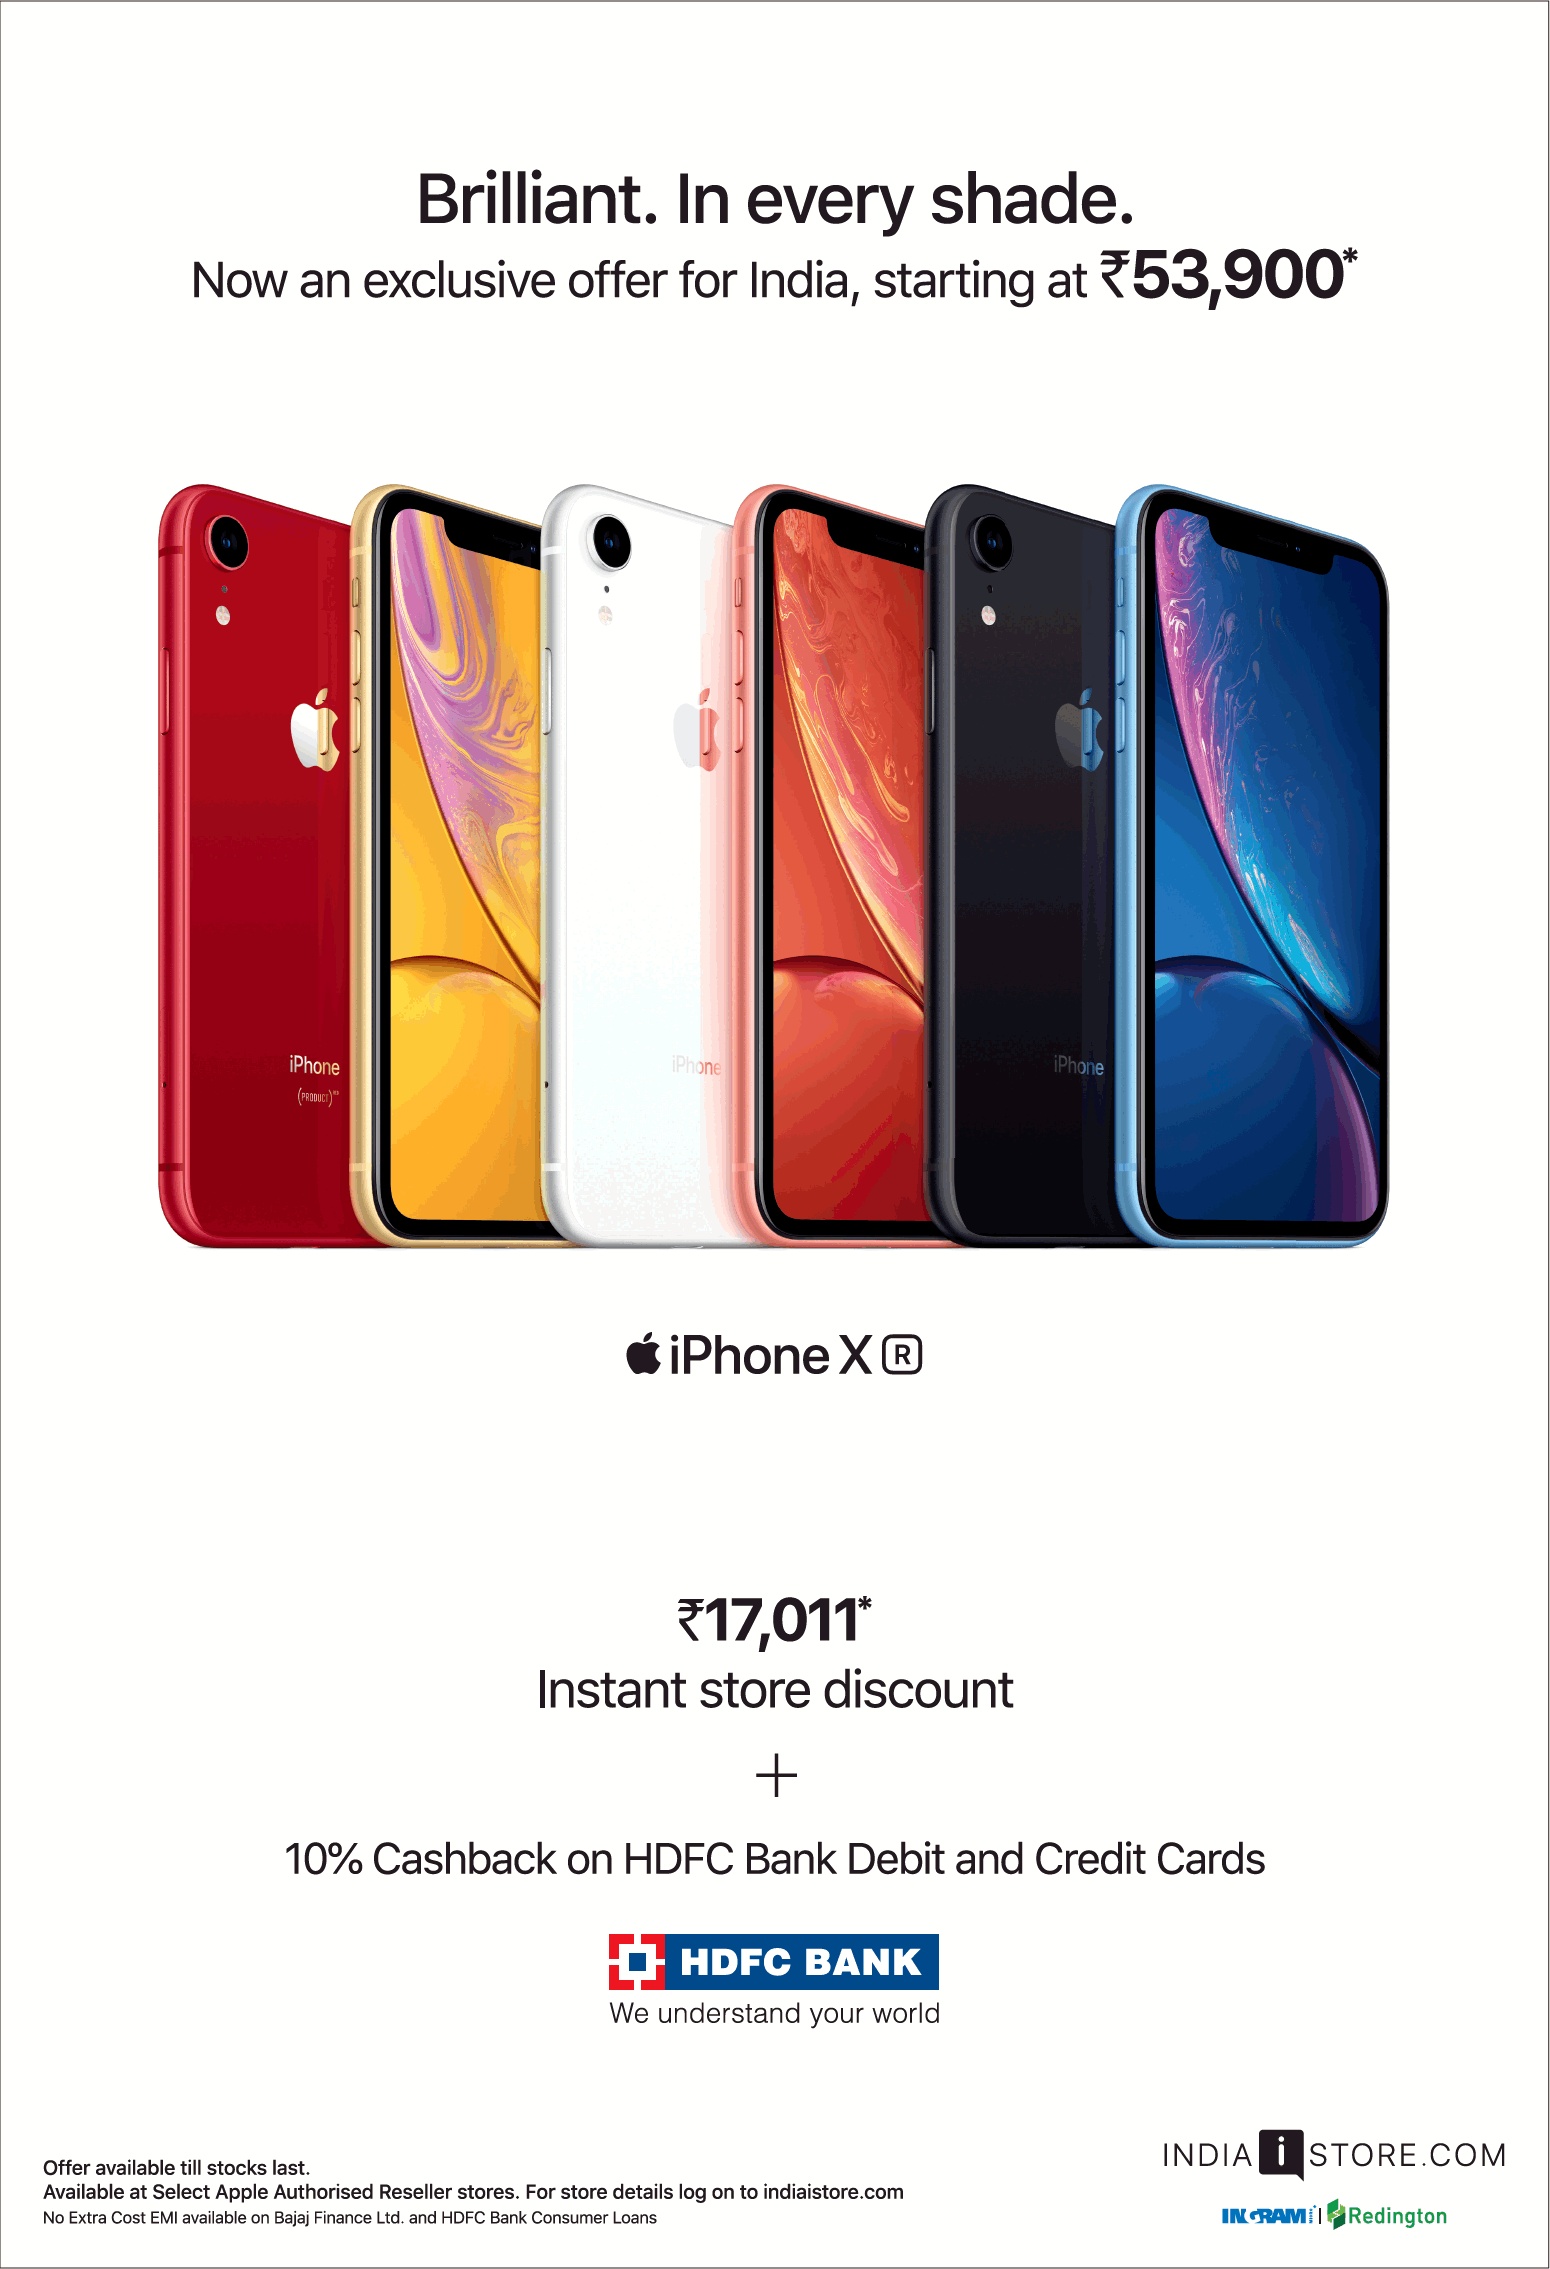 Brilliant. In every shade.
Now an exclusive offer for India, starting at ₹53,900*
iPhone
(PRODUCT)RED
iPhone
iPhone
iPhone XR
₹17,011*
Instant store discount
+
10% Cashback on HDFC Bank Debit and Credit Cards
HDFC BANK
We understand your world
INDIA i STORE.COM
Offer available till stocks last.
Available at Select Apple Authorised Reseller stores. For store details log on to indiaistore.com
No Extra Cost EMI available on Bajaj Finance Ltd. and HDFC Bank Consumer Loans
INGRAM | Redington